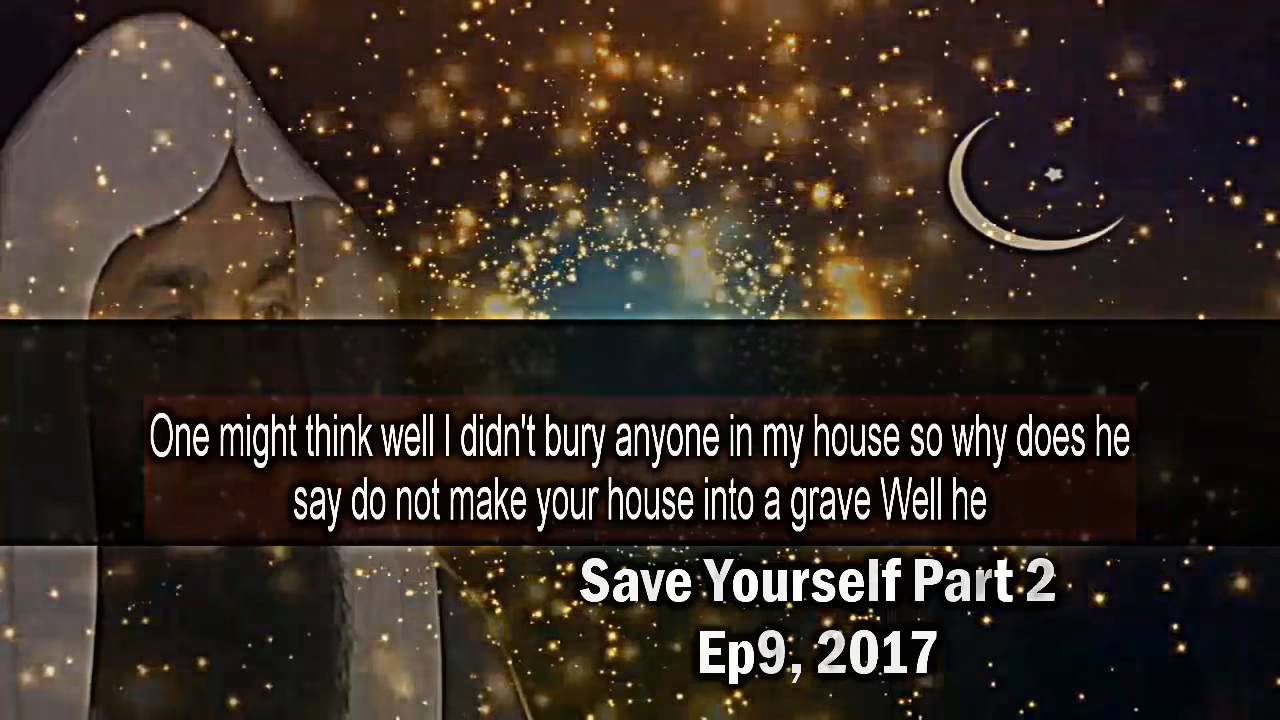 One might think well I didn't bury anyone in my house so why does he
say do not make your house into a grave Well he
Save Yourself Part 2
Ep9, 2017